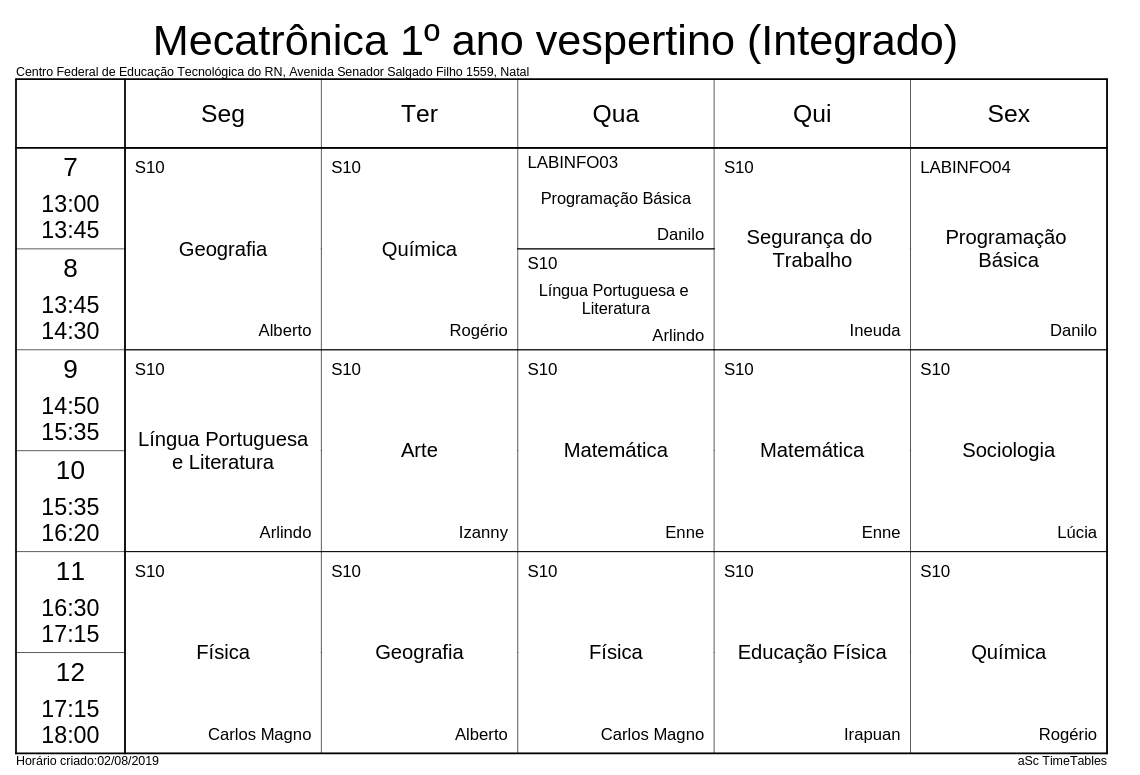 Mecatrônica 1º ano vespertino (Integrado)
Centro Federal de Educação Tecnológica do RN, Avenida Senador Salgado Filho 1559, Natal
Seg Ter Qua Qui Sex
7
13:00
13:45
S10
Geografia
Alberto
S10
Química
Rogério
LABINFO03
Programação Básica
Danilo
S10
Segurança do
Trabalho
Ineuda
LABINFO04
Programação
Básica
Danilo
8
13:45
14:30
S10
Língua Portuguesa e
Literatura
Arlindo
9
14:50
15:35
S10
Língua Portuguesa
e Literatura
Arlindo
S10
Arte
Izanny
S10
Matemática
Enne
S10
Matemática
Enne
S10
Sociologia
Lúcia
10
15:35
16:20
11
16:30
17:15
S10
Física
Carlos Magno
S10
Geografia
Alberto
S10
Física
Carlos Magno
S10
Educação Física
Irapuan
S10
Química
Rogério
12
17:15
18:00
Horário criado:02/08/2019
aSc TimeTables